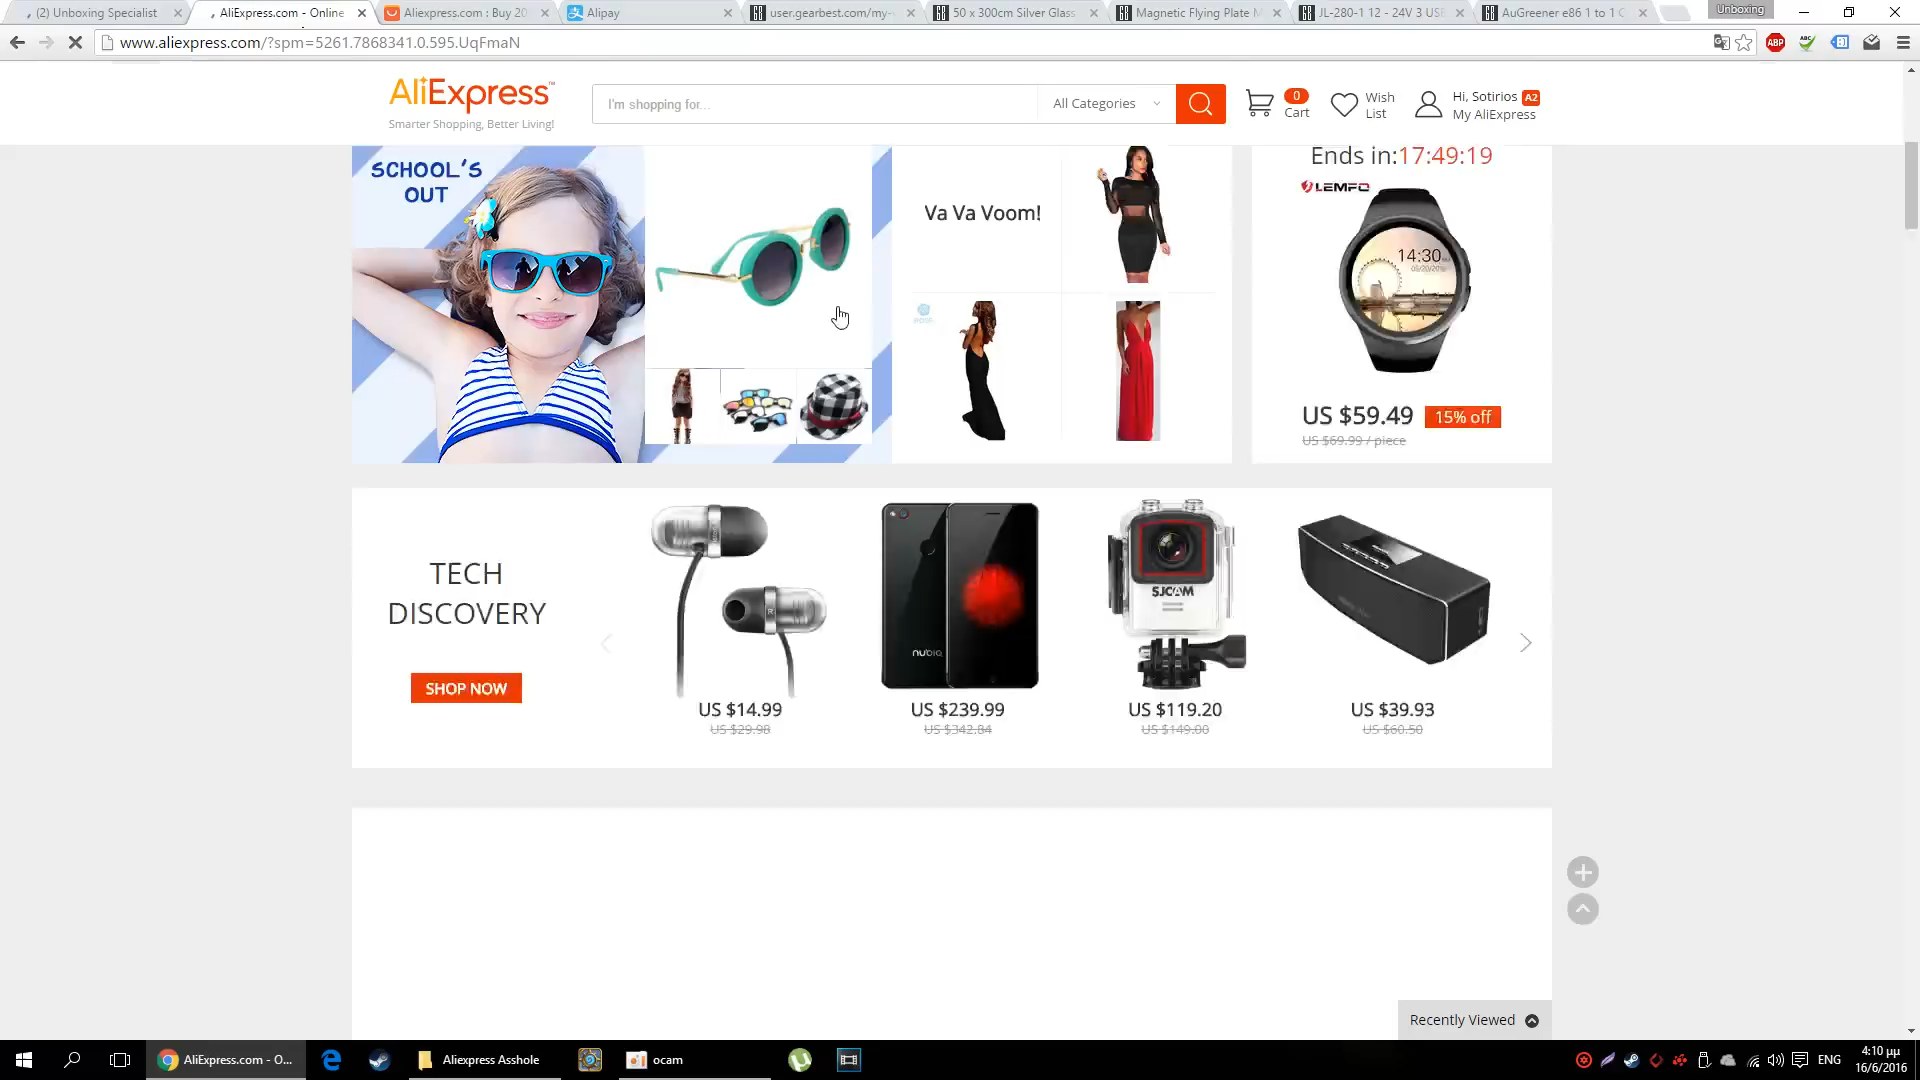 (2) Unboxing Specialist
AliExpress.com - Online
Aliexpress.com : Buy 20
Alipay
user.gearbest.com/my-
50 x 300cm Silver Glass
Magnetic Flying Plate M
JL-280-1 12 - 24V 3 USB
AuGreener e86 1 to 1 C
Unboxing
www.aliexpress.com/?spm=5261.7868341.0.595.UqFmaN
ABP
AliExpress™
Smarter Shopping, Better Living!
I'm shopping for...
All Categories
0
Cart
Wish
List
Hi, Sotirios A2
My AliExpress
SCHOOL'S
OUT
Va Va Voom!
Ends in:17:49:19
LEMFO
14:30
US $59.49 15% off
US $69.99 / piece
TECH
DISCOVERY
SHOP NOW
nubia
SJCAM
US $14.99
US $29.98
US $239.99
US $342.84
US $119.20
US $149.00
US $39.93
US $60.50
Recently Viewed
AliExpress.com - O...
Aliexpress Asshole
ocam
ENG
4:10 μμ
16/6/2016